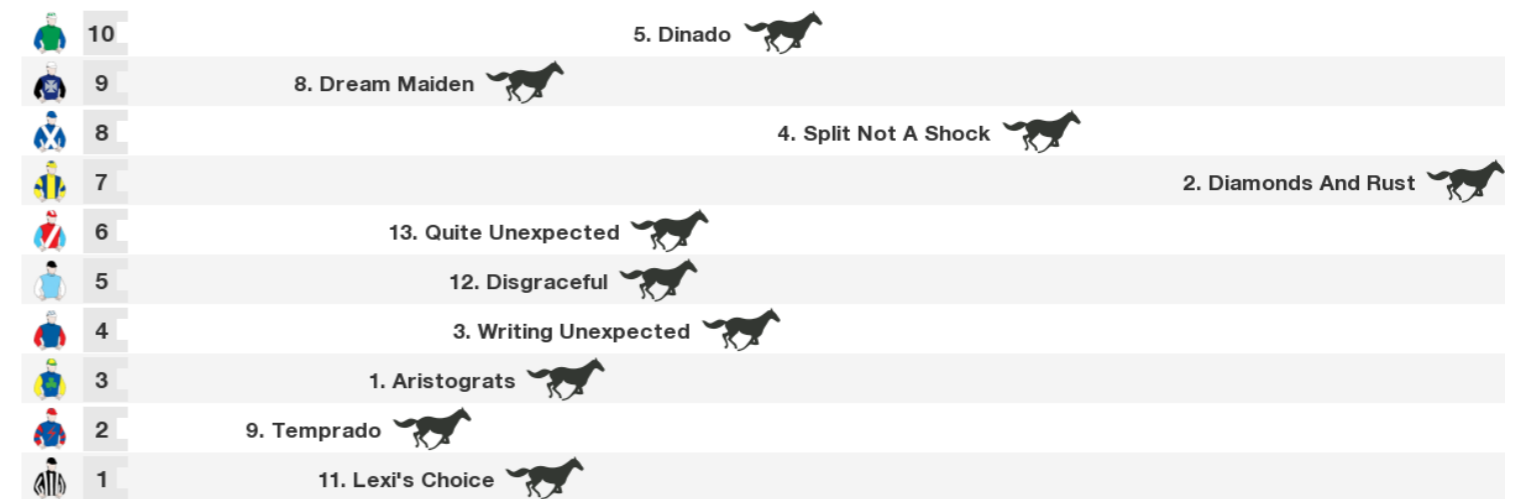 10 5. Dinado
9 8. Dream Maiden
8 4. Split Not A Shock
7 2. Diamonds And Rust
6 13. Quite Unexpected
5 12. Disgraceful
4 3. Writing Unexpected
3 1. Aristograts
2 9. Temprado
1 11. Lexi's Choice